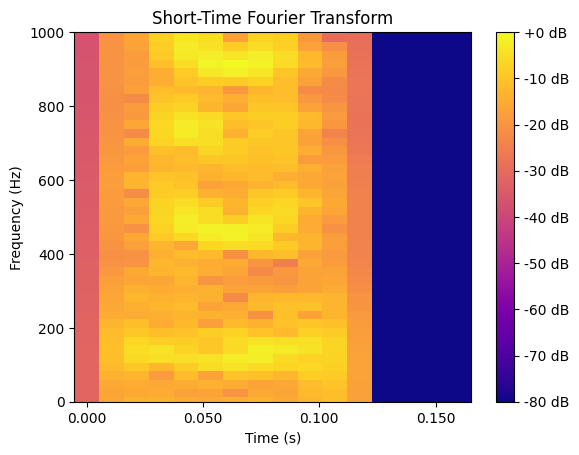 Short-Time Fourier Transform
1000
800
600
400
200
0
Frequency (Hz)
0.000
0.050
0.100
0.150
Time (s)
+0 dB
-10 dB
-20 dB
-30 dB
-40 dB
-50 dB
-60 dB
-70 dB
-80 dB